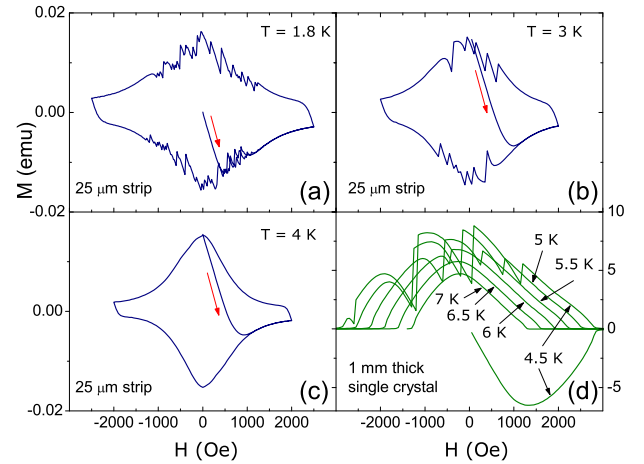 0.02
T = 1.8 K
T = 3 K
0.00
M (emu)
25 μm strip
(a)
25 μm strip
(b)
-0.02
0.02
10
T = 4 K
5 K
5.5 K
5
7 K
6.5 K
6 K
0.00
0
4.5 K
25 μm strip
(c)
1 mm thick
single crystal
(d)
-5
-0.02
-2000 -1000 0 1000 2000
-2000 -1000 0 1000 2000
H (Oe)
H (Oe)